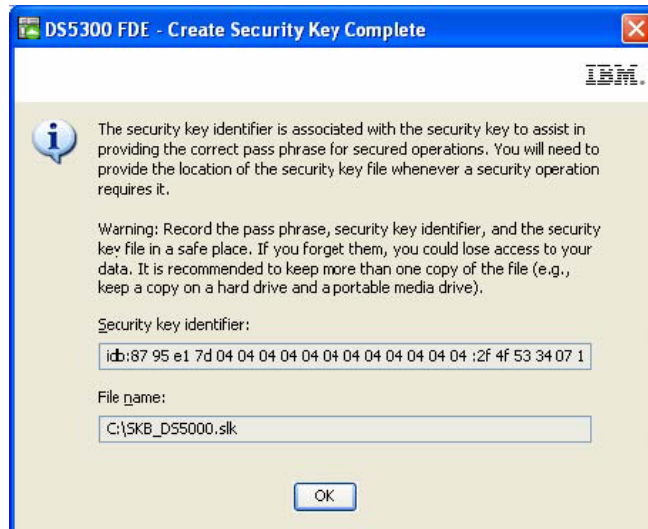 DS5300 FDE - Create Security Key Complete
IBM.
The security key identifier is associated with the security key to assist in
providing the correct pass phrase for secured operations. You will need to
provide the location of the security key file whenever a security operation
requires it.
Warning: Record the pass phrase, security key identifier, and the security
key file in a safe place. If you forget them, you could lose access to your
data. It is recommended to keep more than one copy of the file (e.g.,
keep a copy on a hard drive and a portable media drive).
Security key identifier:
idb:87 95 e1 7d 04 04 04 04 04 04 04 04 04 04 04 04 :2f 4f 53 34 07 1
File name:
C:\SKB_DS5000.slk
OK